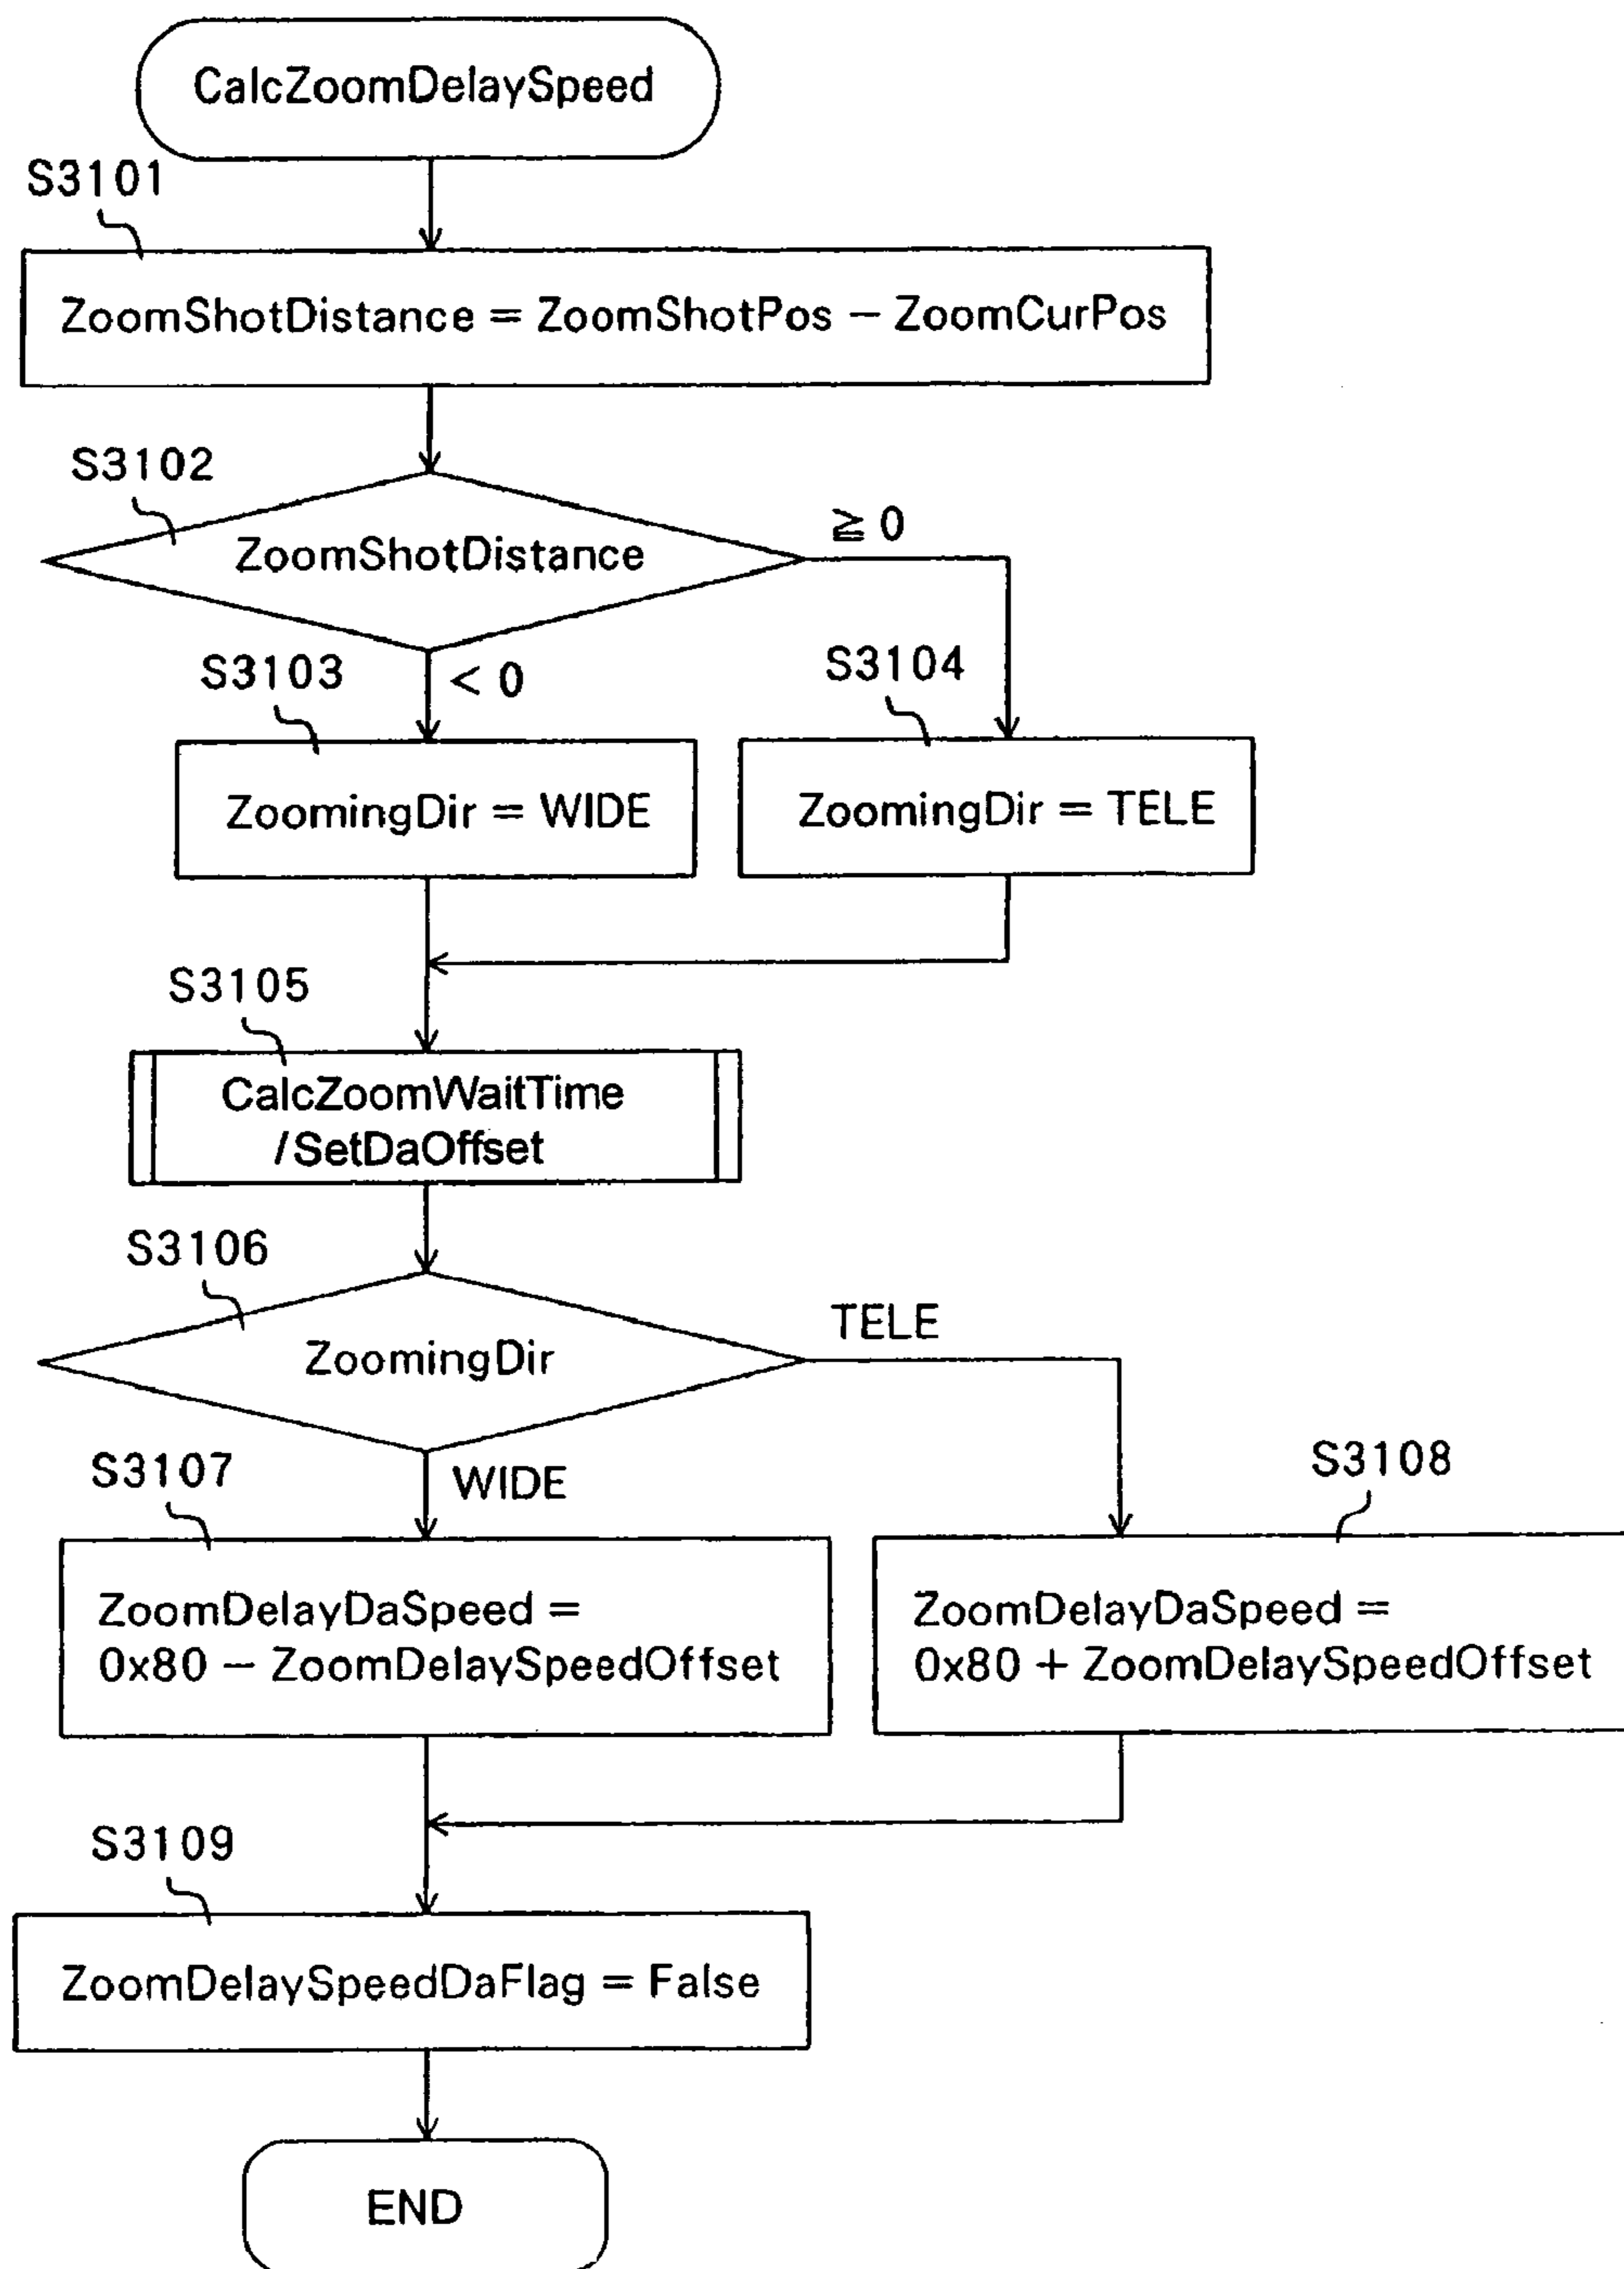 CalcZoomDelaySpeed
S3101
ZoomShotDistance = ZoomShotPos − ZoomCurPos
S3102
ZoomShotDistance
≧ 0
S3103
< 0
S3104
ZoomingDir = WIDE
ZoomingDir = TELE
S3105
CalcZoomWaitTime
/SetDaOffset
S3106
ZoomingDir
TELE
S3107
WIDE
S3108
ZoomDelayDaSpeed =
0x80 − ZoomDelaySpeedOffset
ZoomDelayDaSpeed =
0x80 + ZoomDelaySpeedOffset
S3109
ZoomDelaySpeedDaFlag = False
END